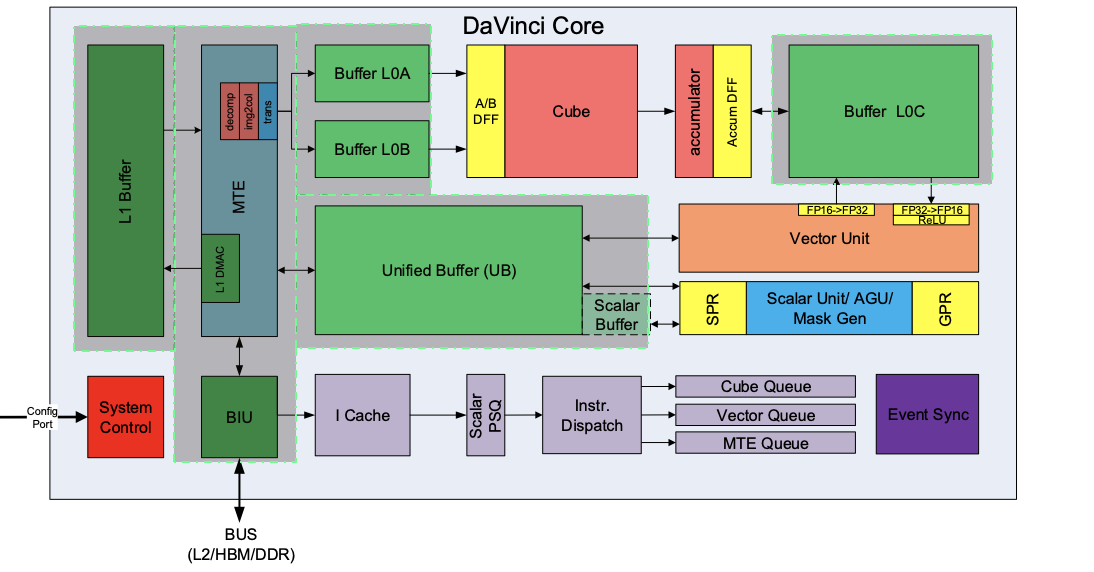 DaVinci Core
L1 Buffer
MTE
decomp
img2col
trans
L1 DMAC
Buffer L0A
Buffer L0B
A/B
DFF
Cube
accumulator
Accum DFF
Buffer L0C
FP16->FP32
FP32->FP16
ReLU
Vector Unit
Unified Buffer (UB)
Scalar
Buffer
SPR
Scalar Unit/ AGU/
Mask Gen
GPR
Config
Port
System
Control
BIU
I Cache
Scalar
PSQ
Instr.
Dispatch
Cube Queue
Vector Queue
MTE Queue
Event Sync
BUS
(L2/HBM/DDR)